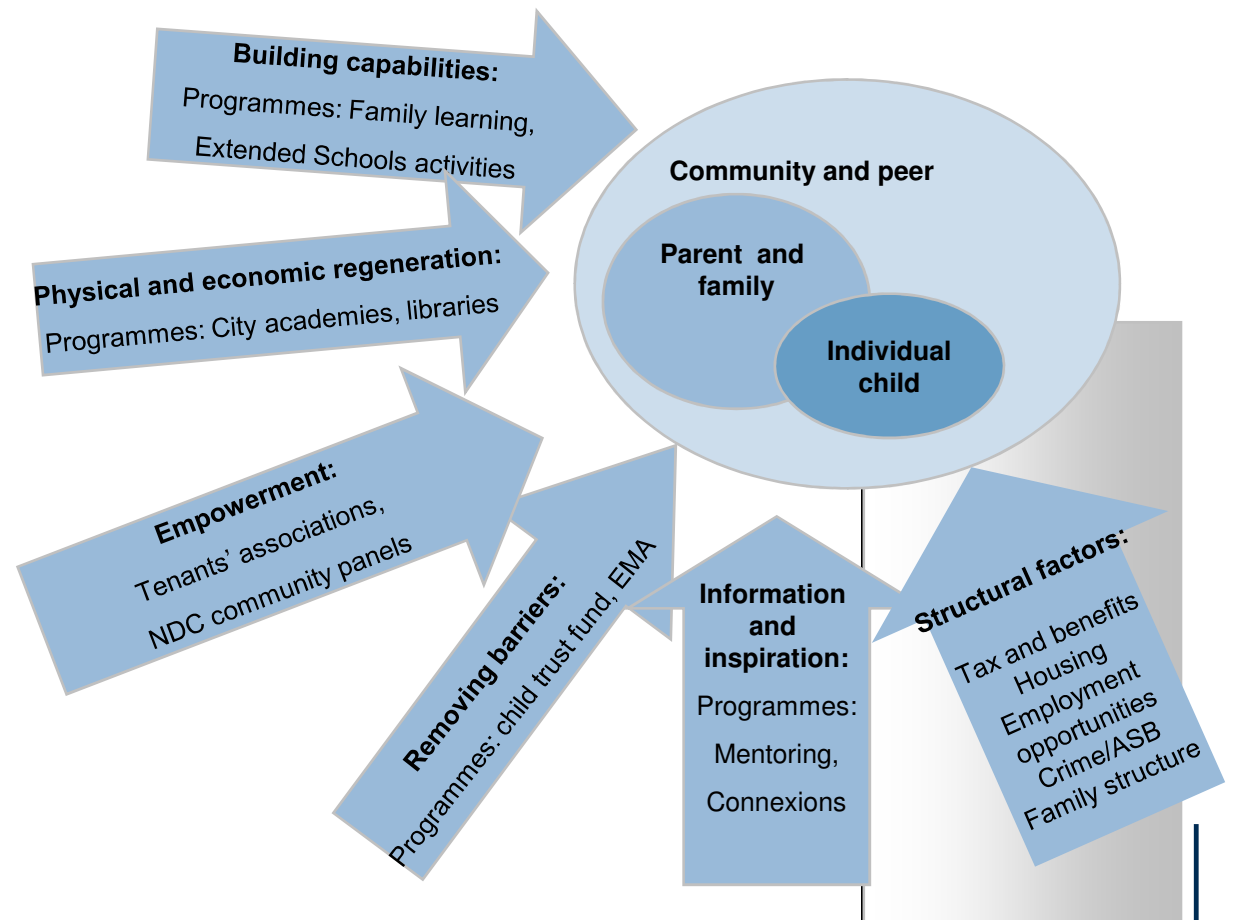 Building capabilities:
Programmes: Family learning,
Extended Schools activities
Community and peer
Parent and
family
Individual
child
Physical and economic regeneration:
Programmes: City academies, libraries
Empowerment:
Tenants’ associations,
NDC community panels
Removing barriers:
Programmes: child trust fund, EMA
Information
and
inspiration:
Programmes:
Mentoring,
Connexions
Structural factors:
Tax and benefits
Housing
Employment
opportunities
Crime/ASB
Family structure